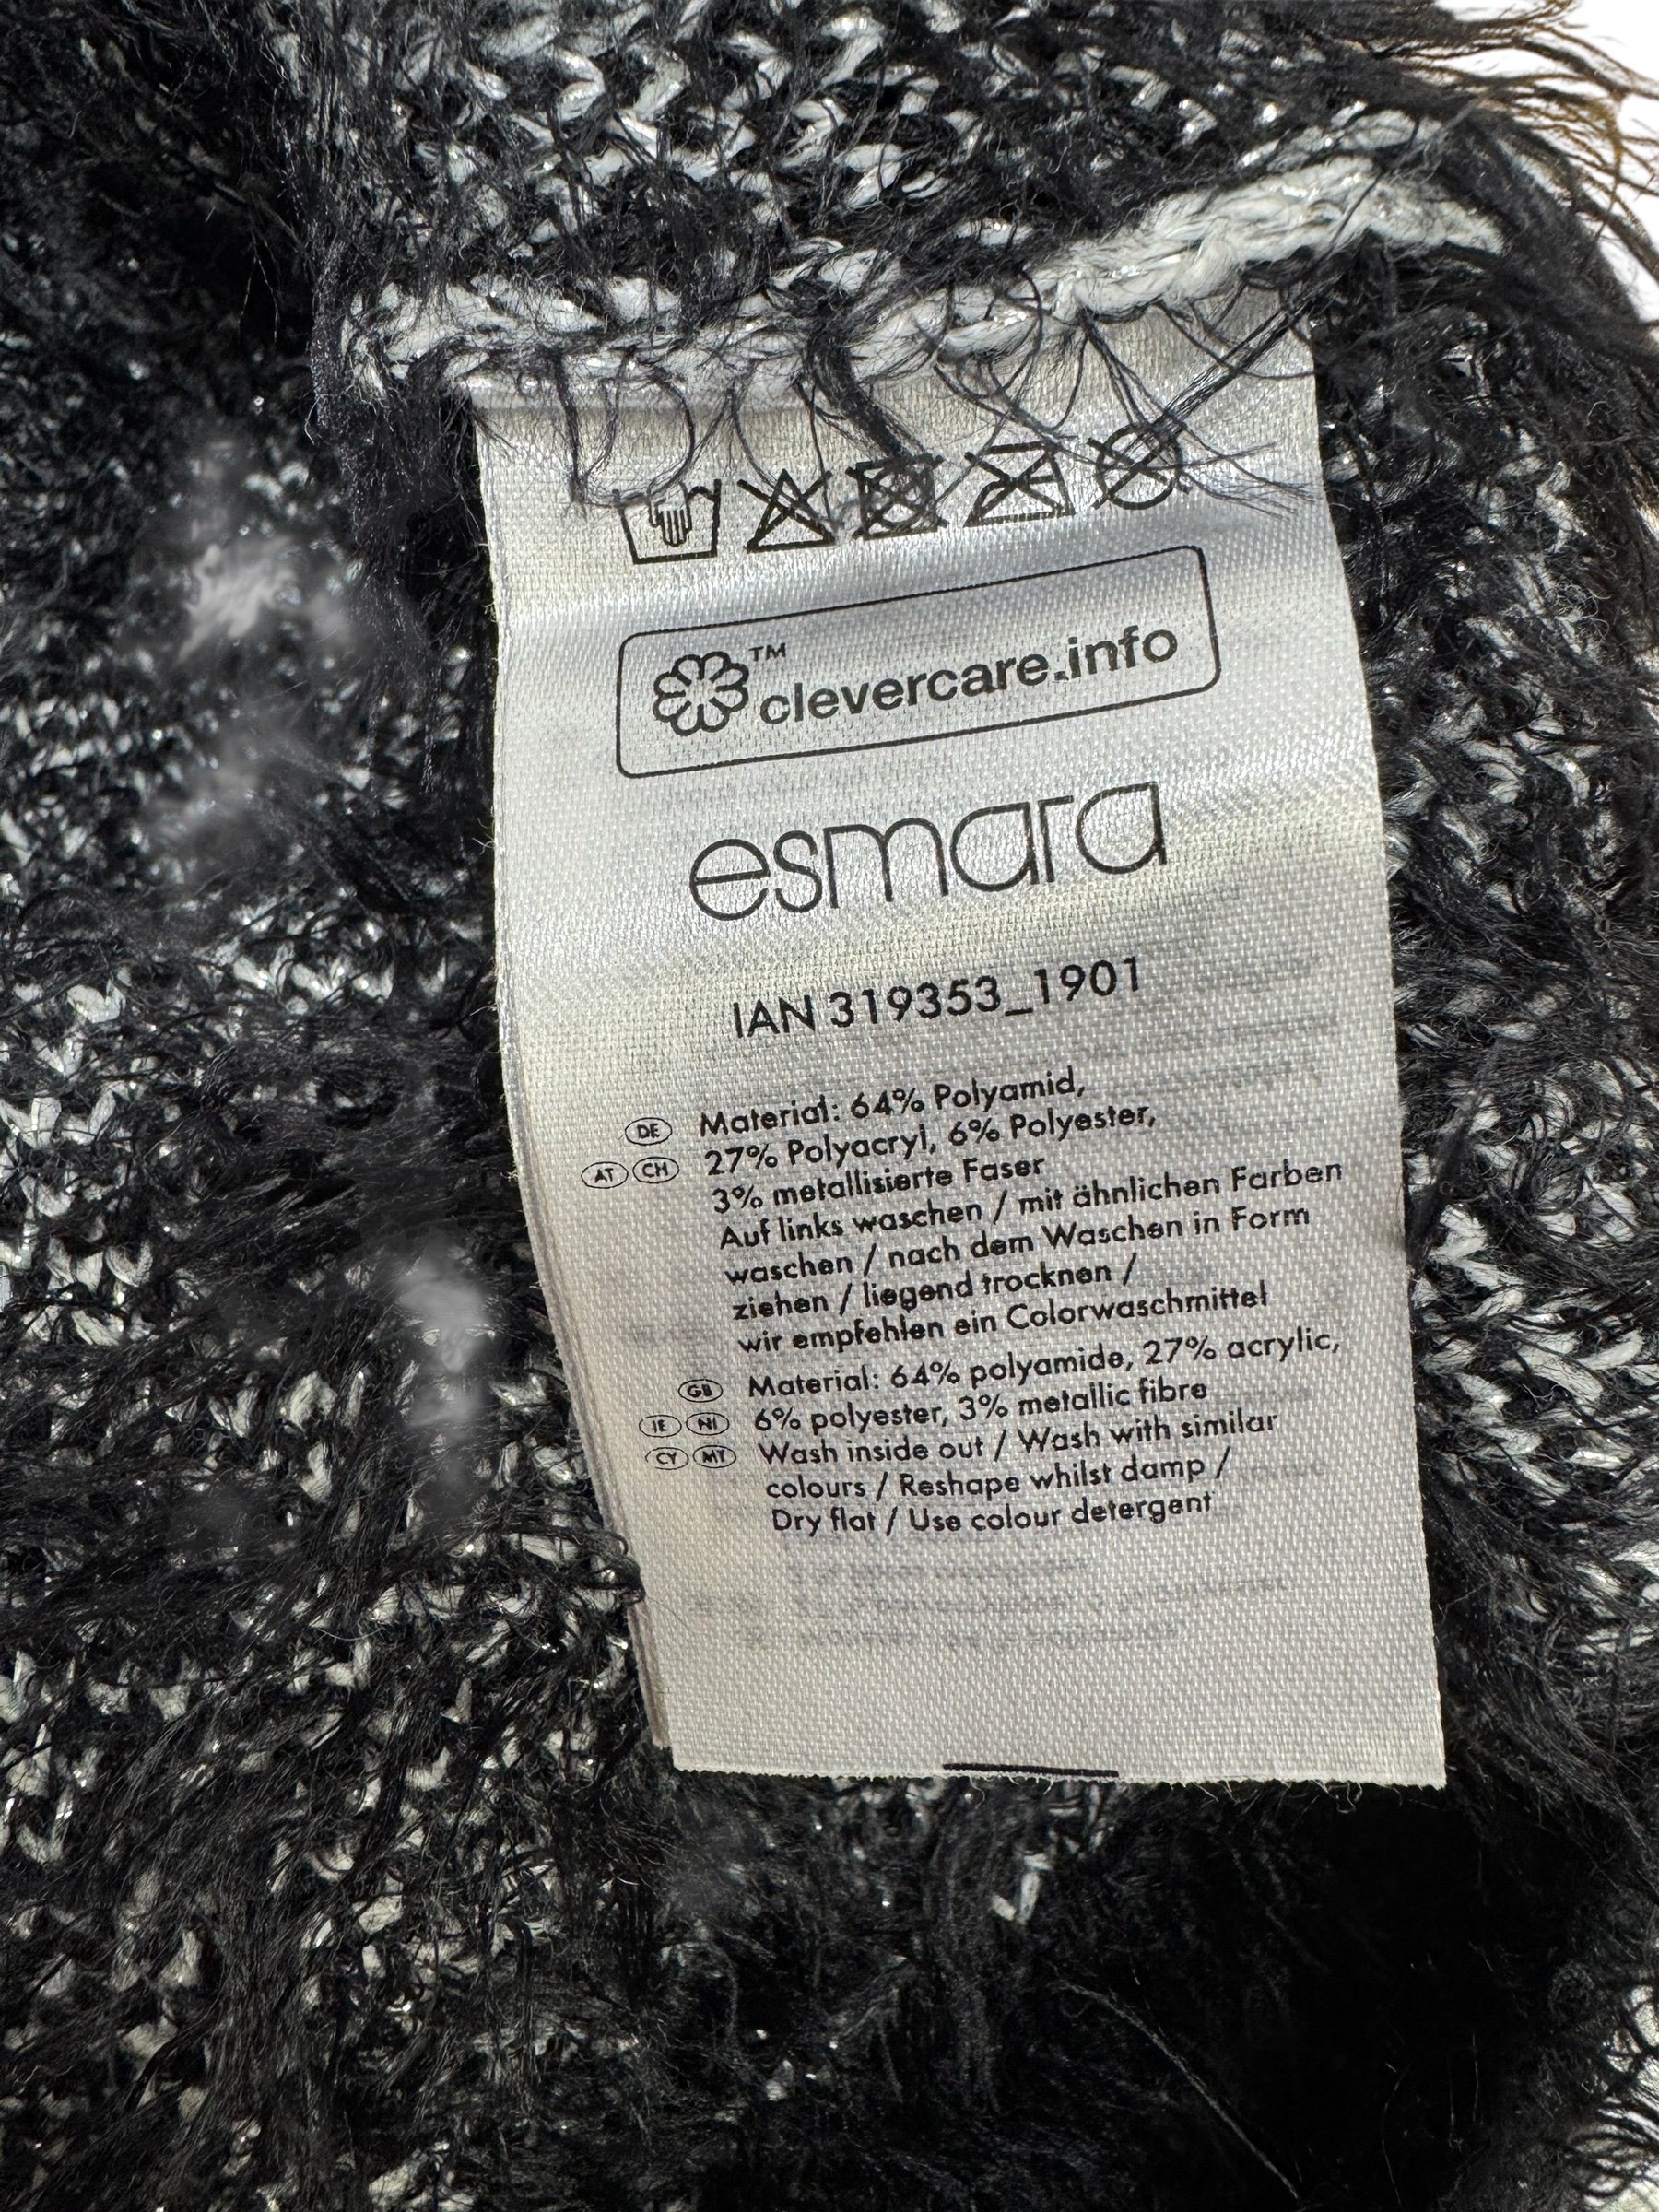 ™ clevercare.info
esmara
IAN 319353_1901
DE Material: 64% Polyamid,
AT CH 27% Polyacryl, 6% Polyester,
3% metallisierte Faser
Auf links waschen / mit ähnlichen Farben
waschen / nach dem Waschen in Form
ziehen / liegend trocknen /
wir empfehlen ein Colorwaschmittel
GB Material: 64% polyamide, 27% acrylic,
IE NI 6% polyester, 3% metallic fibre
CY MT Wash inside out / Wash with similar
colours / Reshape whilst damp /
Dry flat / Use colour detergent